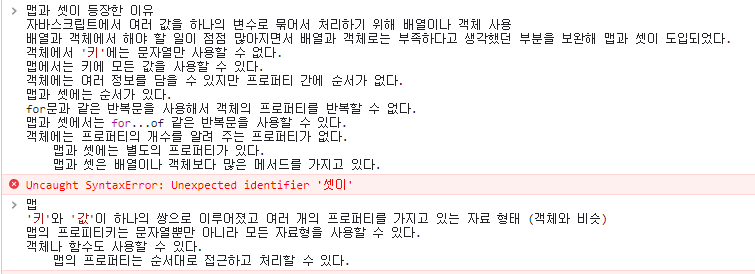 맵과 셋이 등장한 이유
자바스크립트에서 여러 값을 하나의 변수로 묶어서 처리하기 위해 배열이나 객체 사용
배열과 객체에서 해야 할 일이 점점 많아지면서 배열과 객체로는 부족하다고 생각했던 부분을 보완해 맵과 셋이 도입되었다.
객체에서 '키'에는 문자열만 사용할 수 없다.
맵에서는 키에 모든 값을 사용할 수 있다.
객체에는 여러 정보를 담을 수 있지만 프로퍼티 간에 순서가 없다.
맵과 셋에는 순서가 있다.
for문과 같은 반복문을 사용해서 객체의 프로퍼티를 반복할 수 없다.
맵과 셋에서는 for...of 같은 반복문을 사용할 수 있다.
객체에는 프로퍼티의 개수를 알려 주는 프로퍼티가 없다.
맵과 셋에는 별도의 프로퍼티가 있다.
맵과 셋은 배열이나 객체보다 많은 메서드를 가지고 있다.
Uncaught SyntaxError: Unexpected identifier '셋이'
맵
'키'와 '값'이 하나의 쌍으로 이루어졌고 여러 개의 프로퍼티를 가지고 있는 자료 형태 (객체와 비슷)
맵의 프로피티키는 문자열뿐만 아니라 모든 자료형을 사용할 수 있다.
객체나 함수도 사용할 수 있다.
맵의 프로퍼티는 순서대로 접근하고 처리할 수 있다.